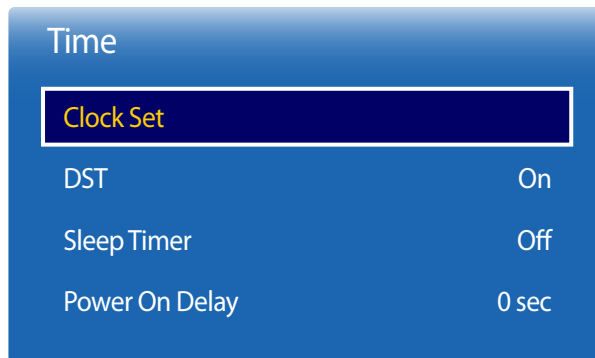 Time
Clock Set
DST On
Sleep Timer Off
Power On Delay 0 sec